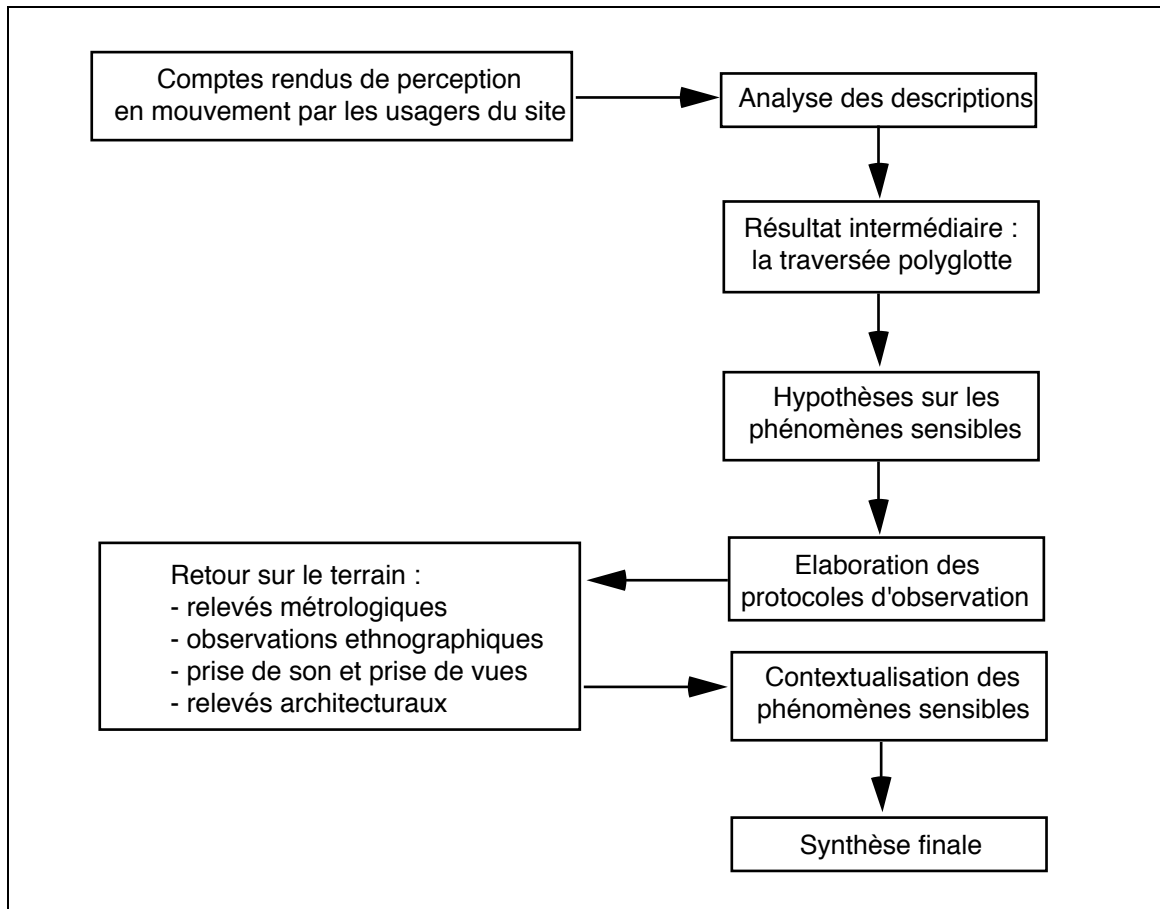 Comptes rendus de perception
en mouvement par les usagers du site
Analyse des descriptions
Résultat intermédiaire :
la traversée polyglotte
Hypothèses sur les
phénomènes sensibles
Elaboration des
protocoles d'observation
Retour sur le terrain :
- relevés métrologiques
- observations ethnographiques
- prise de son et prise de vues
- relevés architecturaux
Contextualisation des
phénomènes sensibles
Synthèse finale